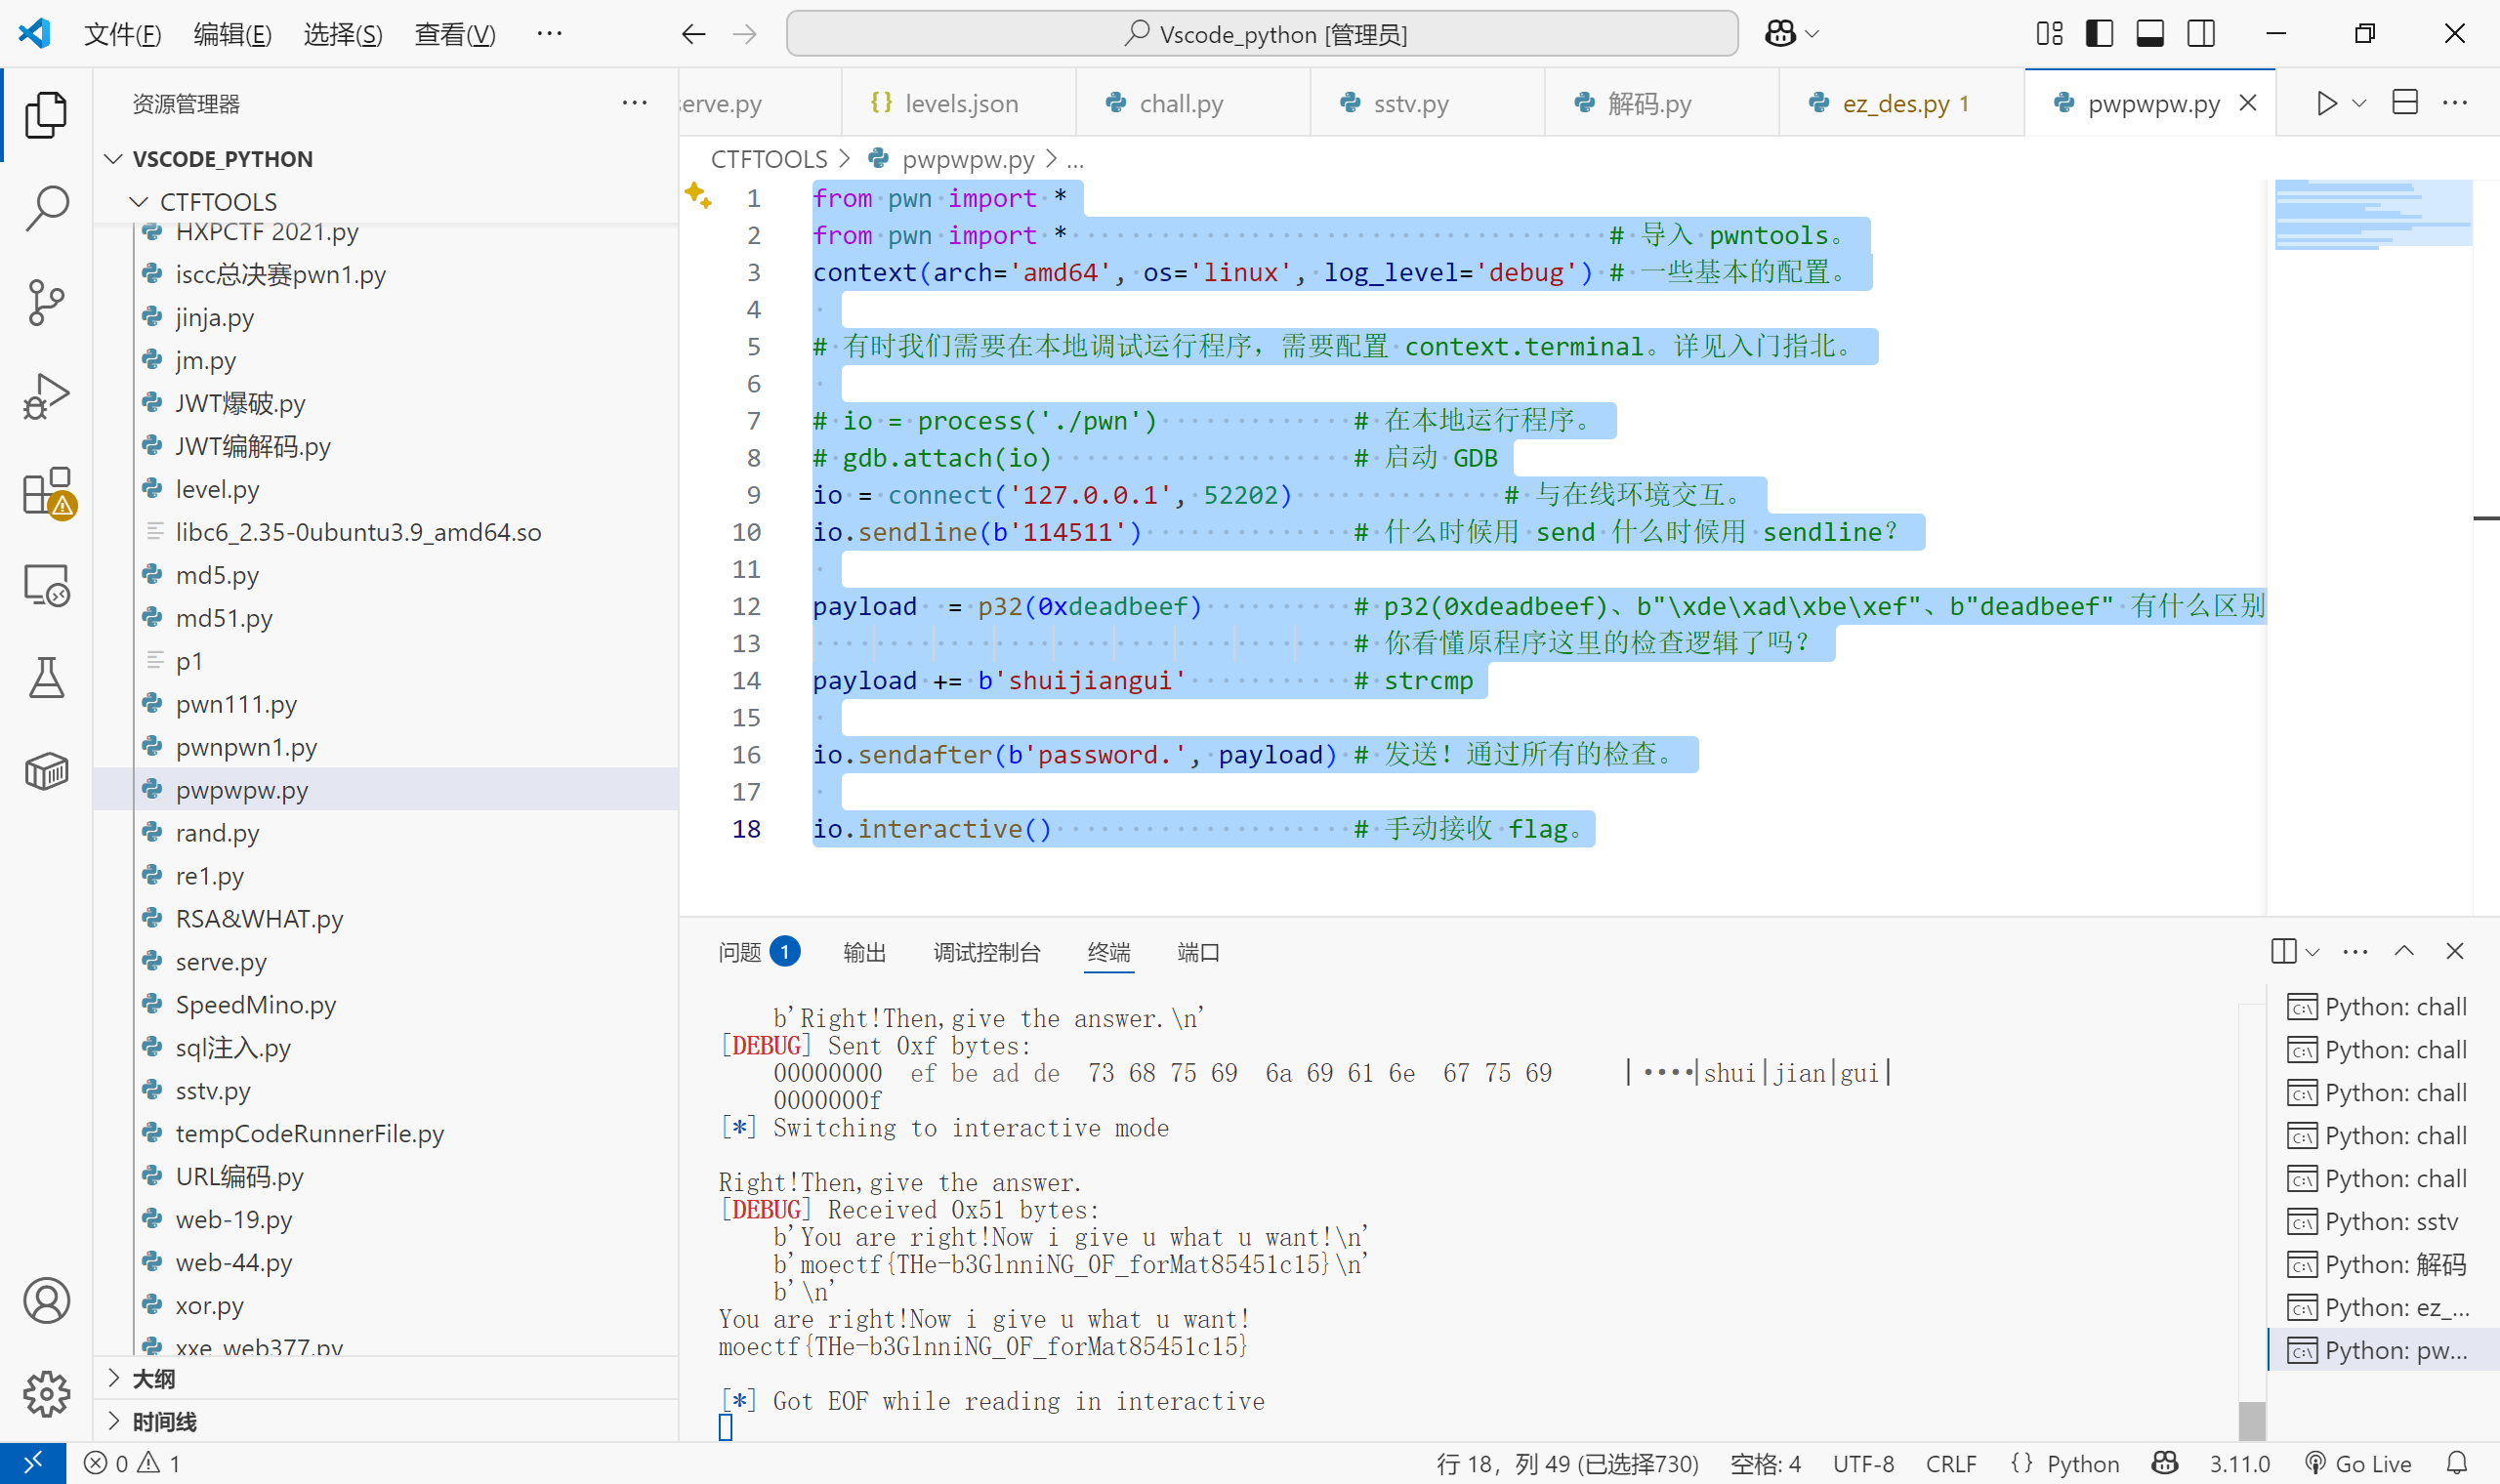 文件(F) 编辑(E) 选择(S) 查看(V) ··· Vscode_python [管理员]
资源管理器 ···
VSCODE_PYTHON
CTFTOOLS
HXPCTF 2021.py
iscc总决赛pwn1.py
jinja.py
jm.py
JWT爆破.py
JWT编解码.py
level.py
libc6_2.35-0ubuntu3.9_amd64.so
md5.py
md51.py
p1
pwn111.py
pwnpwn1.py
pwpwpw.py
rand.py
re1.py
RSA&WHAT.py
serve.py
SpeedMino.py
sql注入.py
sstv.py
tempCodeRunnerFile.py
URL编码.py
web-19.py
web-44.py
xor.py
xxe_web377.py
大纲
时间线
serve.py levels.json chall.py sstv.py 解码.py ez_des.py 1 pwpwpw.py
CTFTOOLS > pwpwpw.py > ...
1 from pwn import *
2 from pwn import * # 导入 pwntools。
3 context(arch='amd64', os='linux', log_level='debug') # 一些基本的配置。
4
5 # 有时我们需要在本地调试运行程序，需要配置 context.terminal。详见入门指北。
6
7 # io = process('./pwn') # 在本地运行程序。
8 # gdb.attach(io) # 启动 GDB
9 io = connect('127.0.0.1', 52202) # 与在线环境交互。
10 io.sendline(b'114511') # 什么时候用 send 什么时候用 sendline?
11
12 payload  = p32(0xdeadbeef) # p32(0xdeadbeef)、b"\xde\xad\xbe\xef"、b"deadbeef" 有什么区别
13 # 你看懂原程序这里的检查逻辑了吗?
14 payload += b'shuijiangui' # strcmp
15
16 io.sendafter(b'password.', payload) # 发送! 通过所有的检查。
17
18 io.interactive() # 手动接收 flag。
问题 1 输出 调试控制台 终端 端口
b'Right!Then,give the answer.\n'
[DEBUG] Sent 0xf bytes:
00000000  ef be ad de  73 68 75 69  6a 69 61 6e  67 75 69 |····|shui|jian|gui|
0000000f
[*] Switching to interactive mode
Right!Then,give the answer.
[DEBUG] Received 0x51 bytes:
b'You are right!Now i give u what u want!\n'
b'moectf{THe-b3GlnniNG_OF_forMat85451c15}\n'
b'\n'
You are right!Now i give u what u want!
moectf{THe-b3GlnniNG_OF_forMat85451c15}
[*] Got EOF while reading in interactive
Python: chall
Python: chall
Python: chall
Python: chall
Python: chall
Python: sstv
Python: 解码
Python: ez_...
Python: pw...
0 1 行 18，列 49 (已选择730) 空格: 4 UTF-8 CRLF {} Python 3.11.0 Go Live